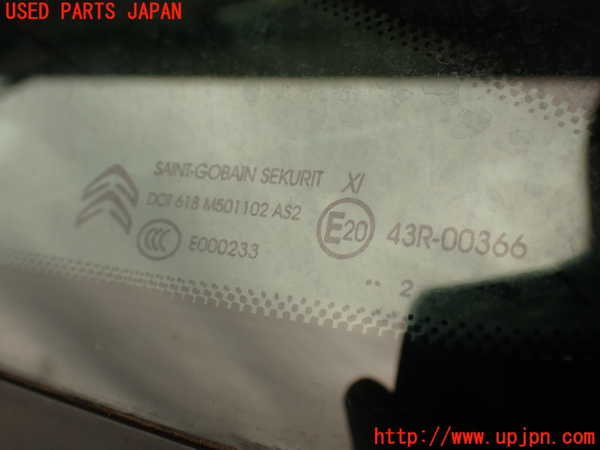 USED PARTS JAPAN
SAINT-GOBAIN SEKURIT XI
DOT 618 M501102 AS2
CCC E000233
E20 43R-00366
.. 2
http://www.upjpn.com/